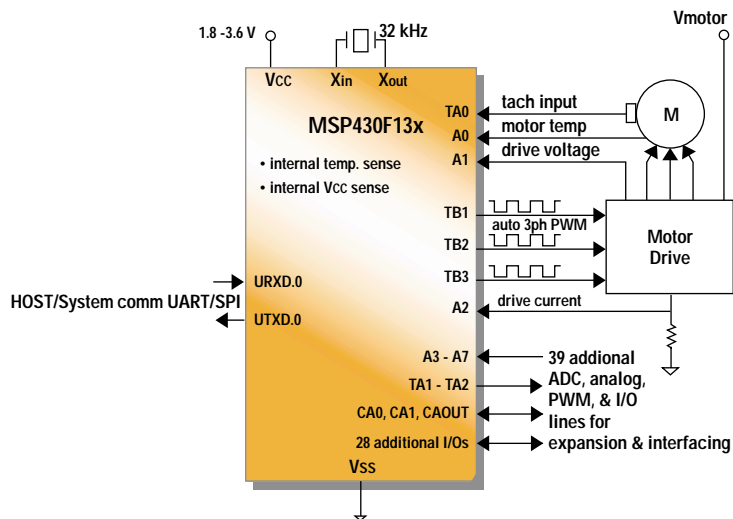 Vmotor
1.8 -3.6 V
32 kHz
VCC
Xin
Xout
MSP430F13x
• internal temp. sense
• internal VCC sense
TA0
tach input
M
A0
motor temp
A1
drive voltage
TB1
auto 3ph PWM
TB2
TB3
Motor
Drive
URXD.0
HOST/System comm UART/SPI
UTXD.0
A2
drive current
A3 - A7
TA1 - TA2
CA0, CA1, CAOUT
28 additional I/Os
39 addional
ADC, analog,
PWM, & I/O
lines for
expansion & interfacing
VSS